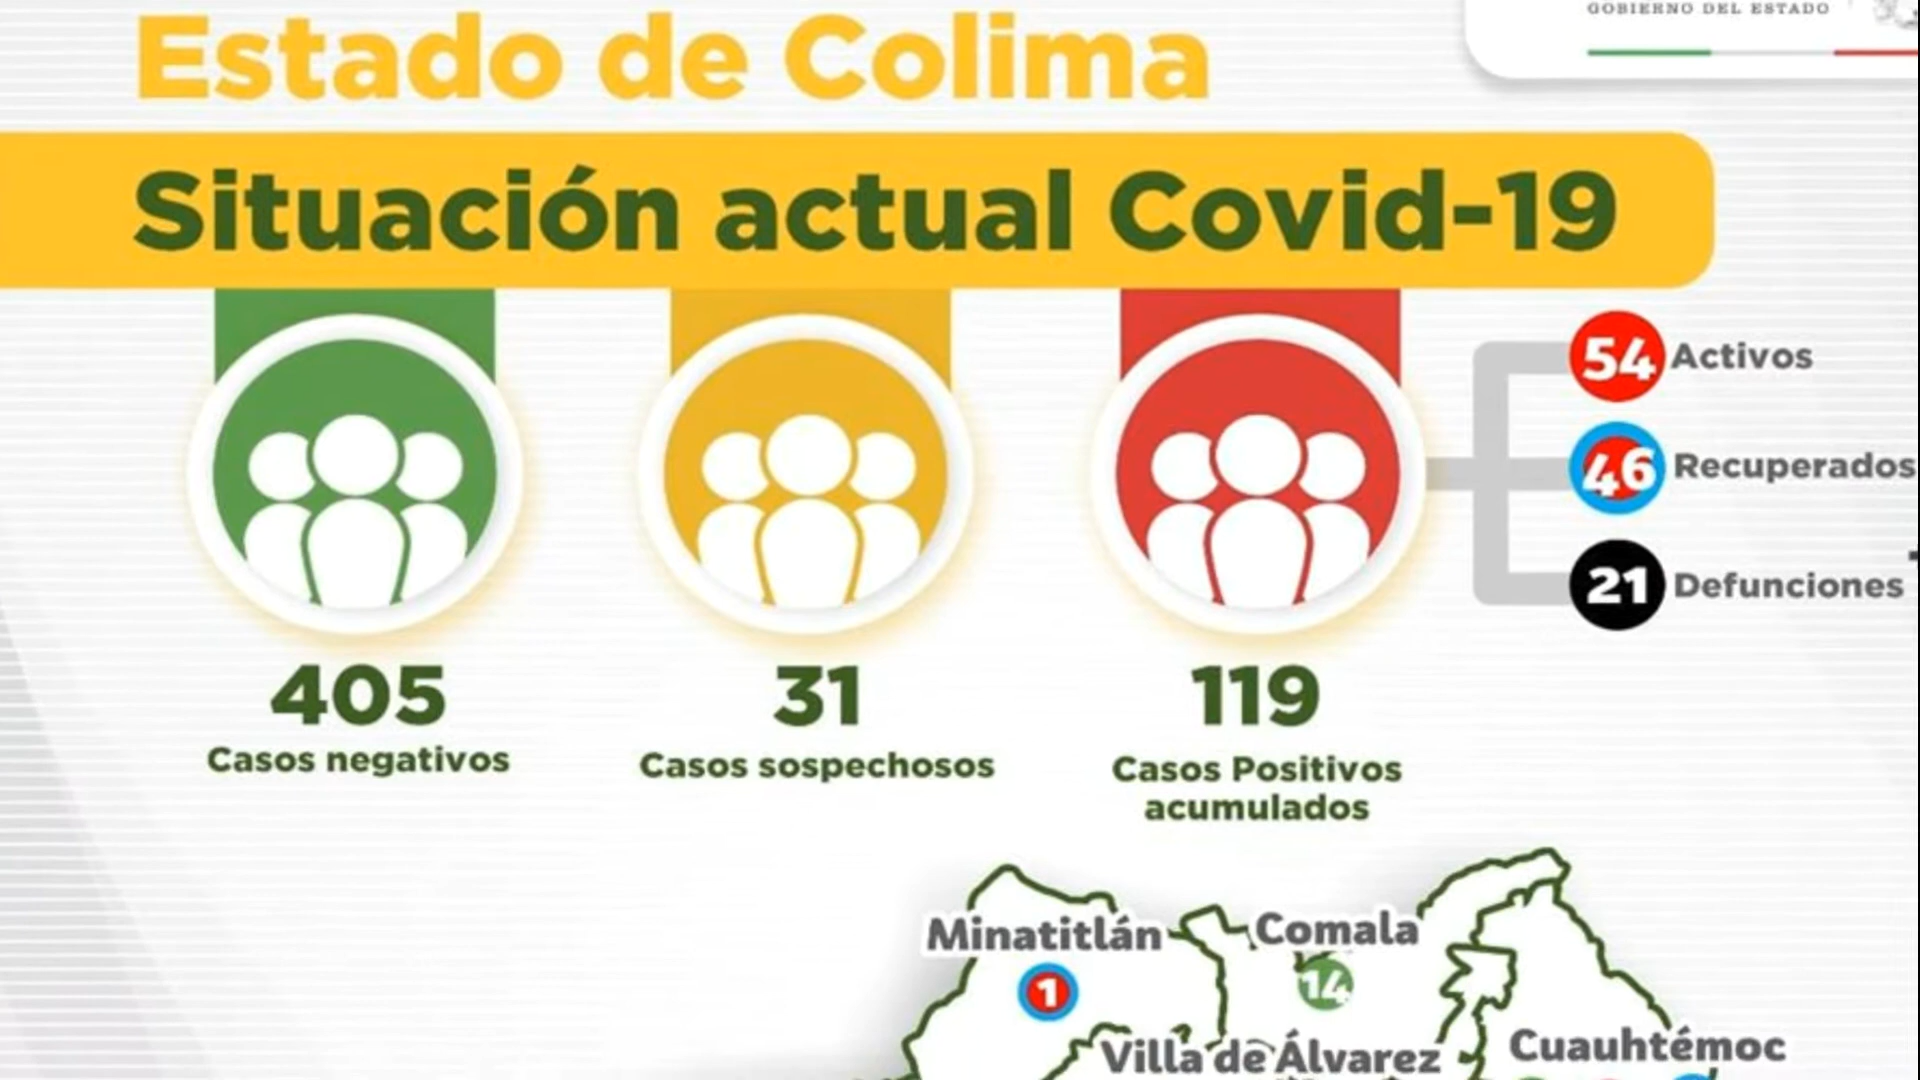 GOBIERNO DEL ESTADO
Estado de Colima
Situación actual Covid-19
54 Activos
46 Recuperados
21 Defunciones
405
Casos negativos
31
Casos sospechosos
119
Casos Positivos
acumulados
Minatitlán
1
Comala
14
Villa de Álvarez
Cuauhtémoc